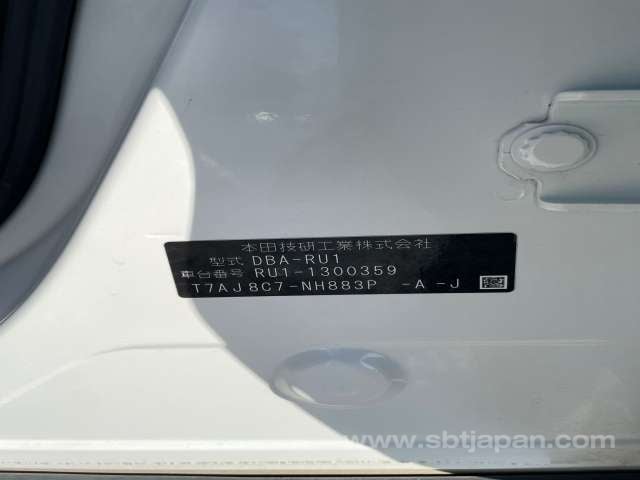 本田技研工業株式会社
型式 DBA-RU1
車台番号 RU1-1300359
T7AJ8C7-NH883P -A-J
www.sbtjapan.com